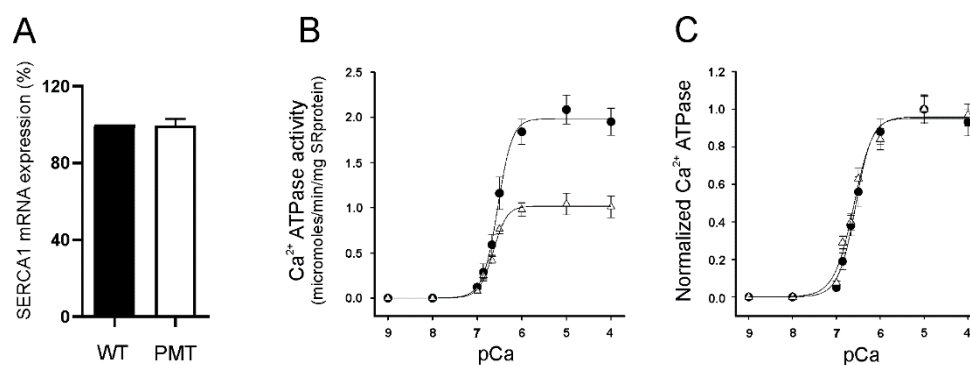 A
SERCA1 mRNA expression (%)
120
80
40
0
WT PMT
B
Ca²⁺ ATPase activity
(micromoles/min/mg SRprotein)
2.5
2.0
1.5
1.0
0.5
0.0
9 8 7 6 5 4
pCa
C
Normalized Ca²⁺ ATPase
1.2
1.0
0.8
0.6
0.4
0.2
0.0
9 8 7 6 5 4
pCa